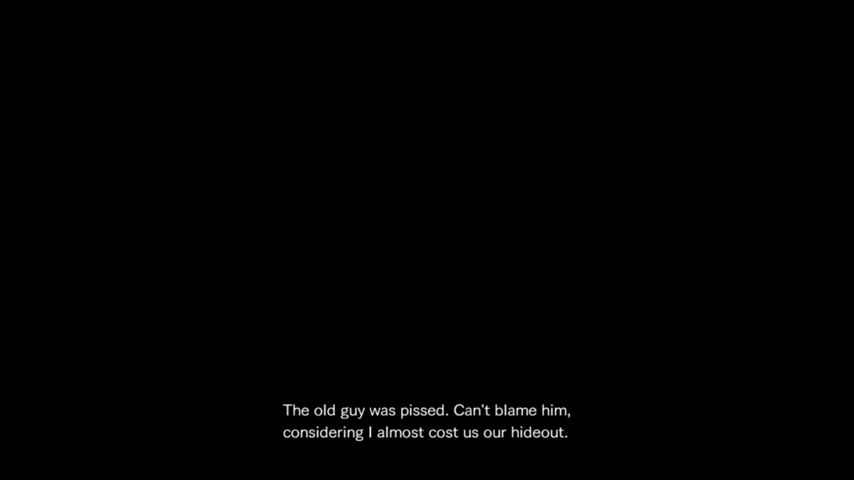 The old guy was pissed. Can't blame him,
considering I almost cost us our hideout.